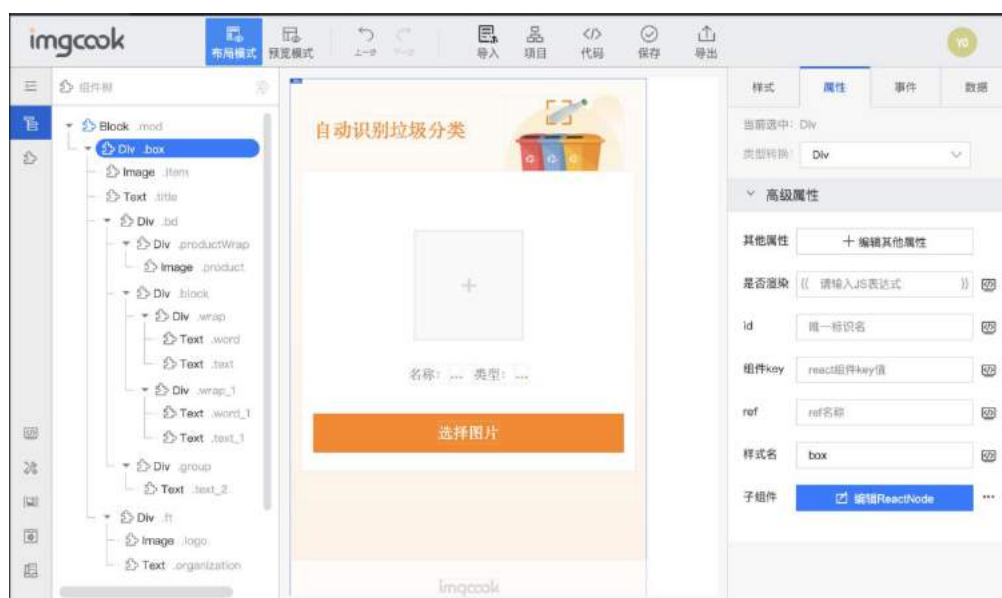 imgcook
布局模式
预览模式
上一步
下一步
导入
项目
代码
保存
导出
YO
组件树
Block .mod
Div .box
Image .item
Text .title
Div .bd
Div .productWrap
Image .product
Div .block
Div .wrap
Text .word
Text .text
Div .wrap_1
Text .word_1
Text .text_1
Div .group
Text .text_2
Div .ft
Image .logo
Text .organization
自动识别垃圾分类
+
名称: ... 类型: ...
选择图片
imgcook
样式
属性
事件
数据
当前选中: Div
类型转换: Div
高级属性
其他属性
+ 编辑其他属性
是否渲染 {{ 请输入JS表达式 }}
id 唯一标识名
组件key react组件key值
ref ref名称
样式名 box
子组件 编辑ReactNode ...